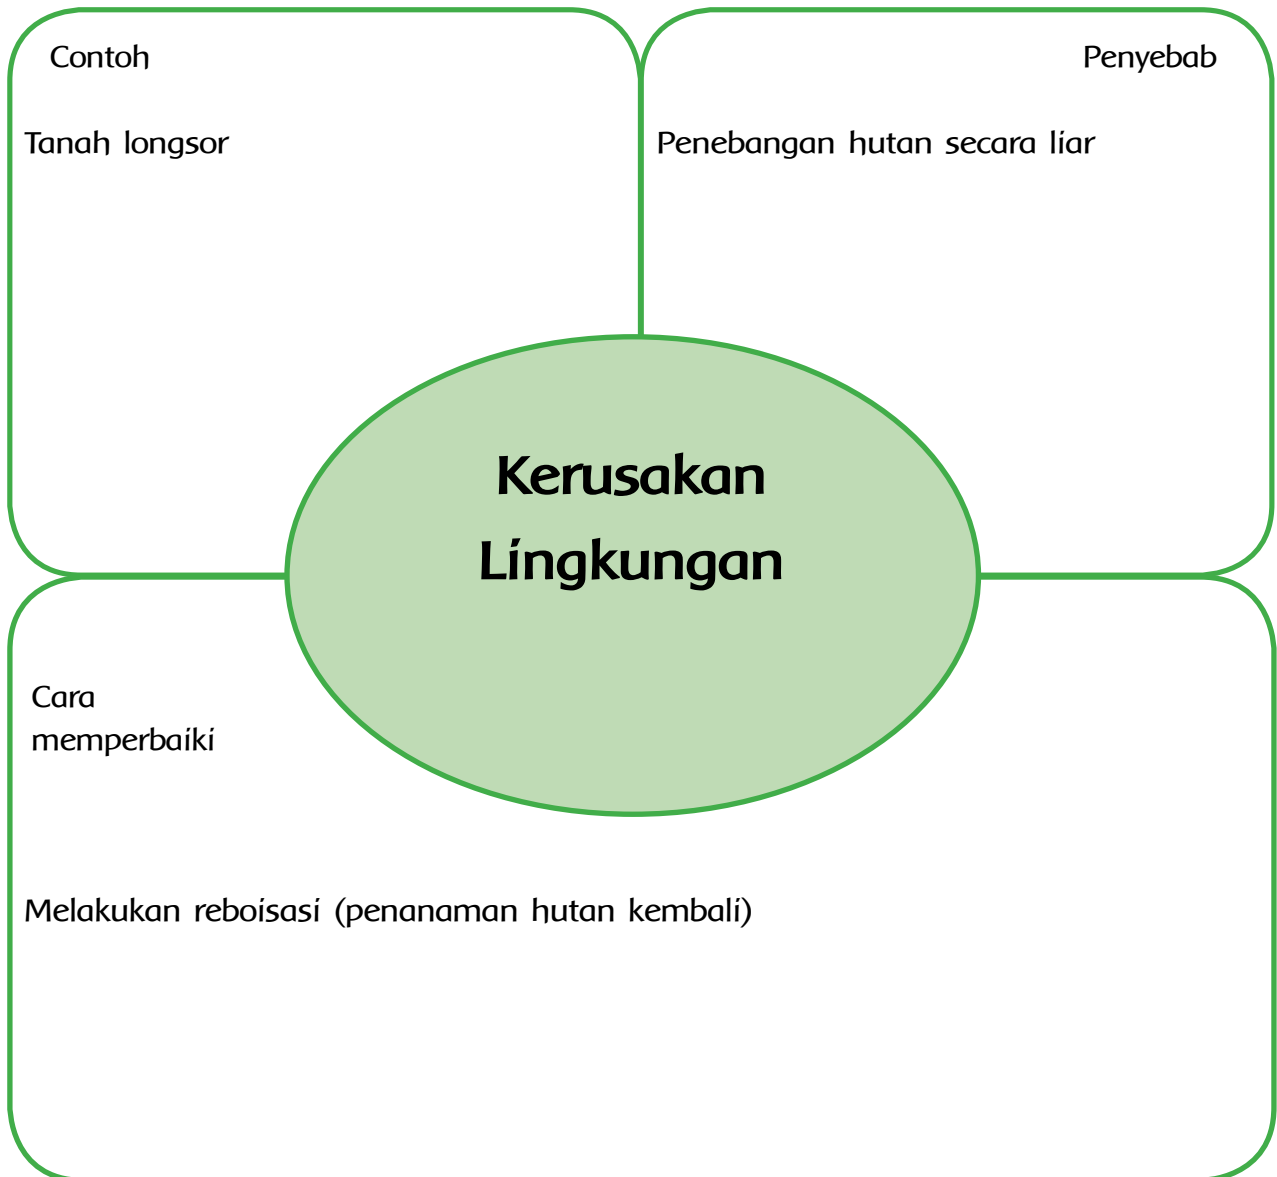 Contoh
Penyebab
Tanah longsor
Penebangan hutan secara liar
Kerusakan
Lingkungan
Cara
memperbaiki
Melakukan reboisasi (penanaman hutan kembali)